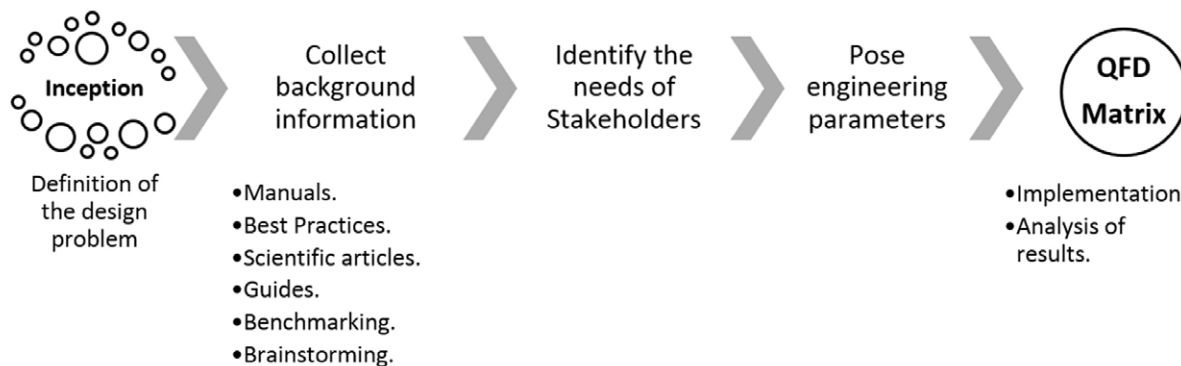 Inception
Definition of
the design
problem
Collect
background
information
•Manuals.
•Best Practices.
•Scientific articles.
•Guides.
•Benchmarking.
•Brainstorming.
Identify the
needs of
Stakeholders
Pose
engineering
parameters
QFD
Matrix
•Implementation
•Analysis of
results.